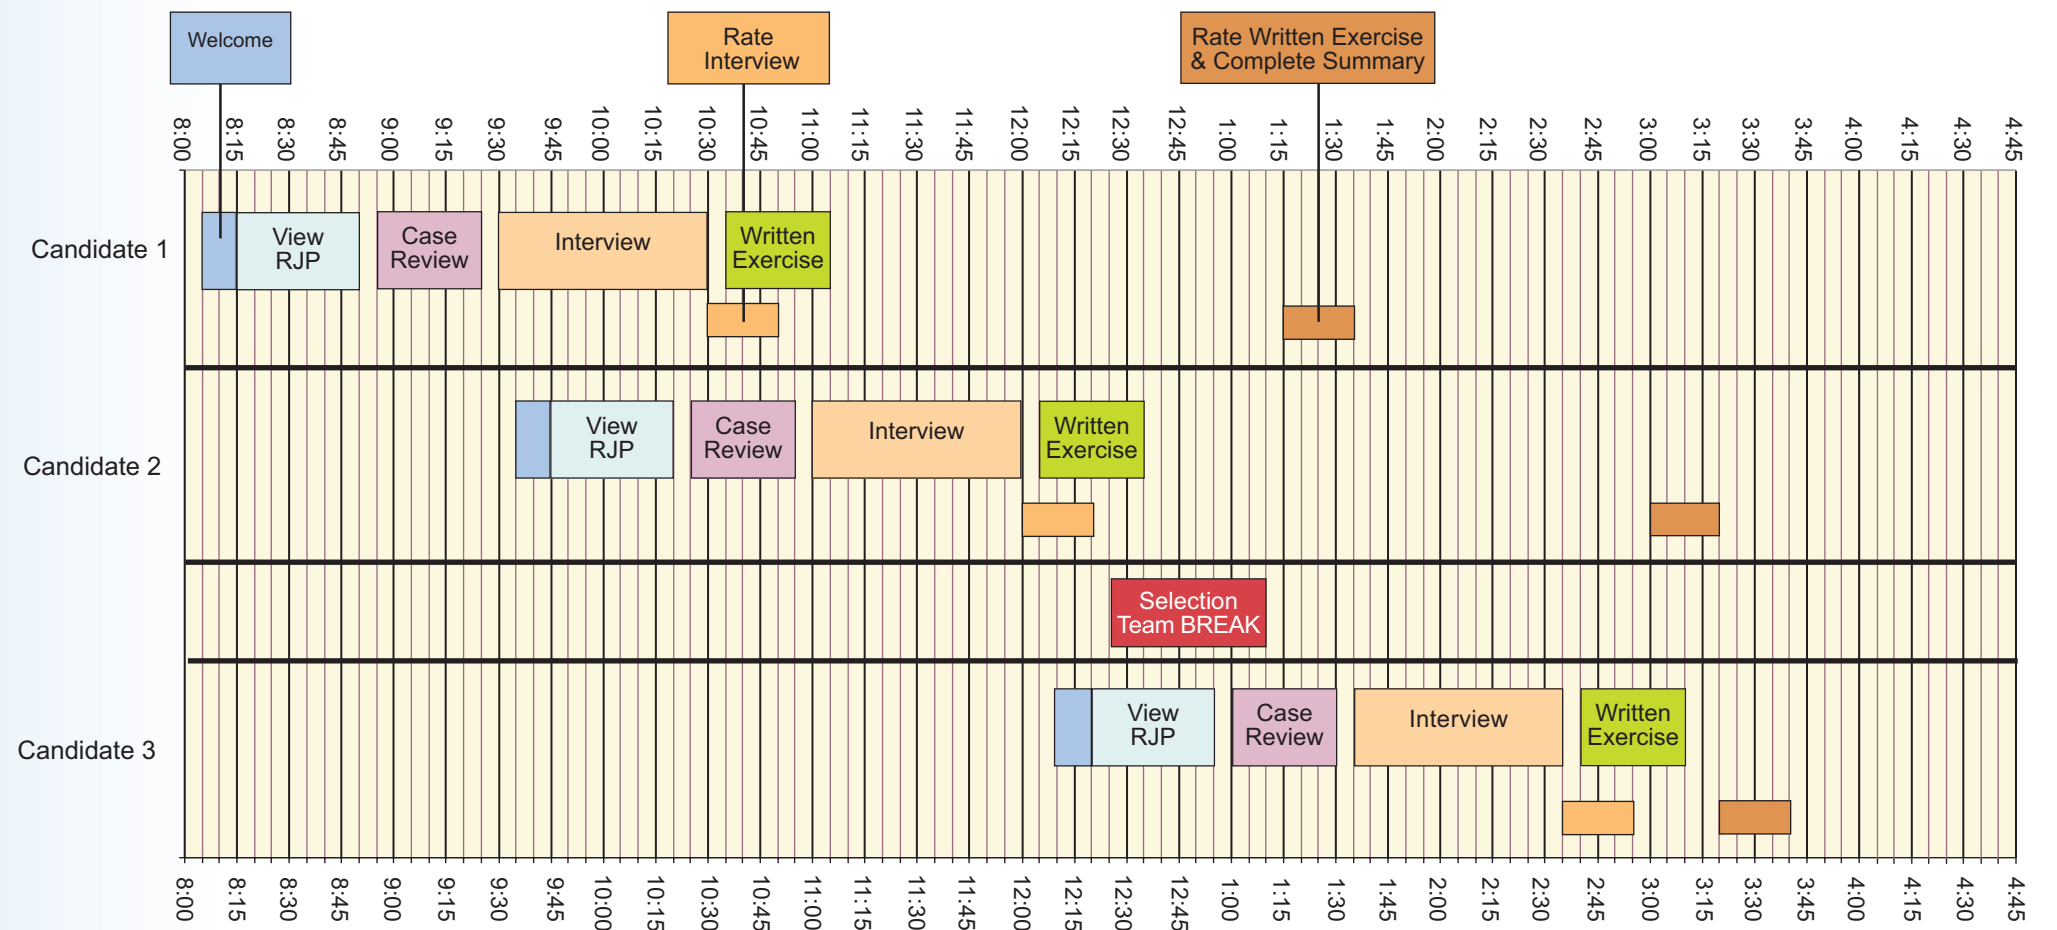 Welcome
Rate
Interview
Rate Written Exercise
& Complete Summary
8:00 8:15 8:30 8:45 9:00 9:15 9:30 9:45 10:00 10:15 10:30 10:45 11:00 11:15 11:30 11:45 12:00 12:15 12:30 12:45 1:00 1:15 1:30 1:45 2:00 2:15 2:30 2:45 3:00 3:15 3:30 3:45 4:00 4:15 4:30 4:45
Candidate 1
View
RJP
Case
Review
Interview
Written
Exercise
Candidate 2
View
RJP
Case
Review
Interview
Written
Exercise
Selection
Team BREAK
Candidate 3
View
RJP
Case
Review
Interview
Written
Exercise
8:00 8:15 8:30 8:45 9:00 9:15 9:30 9:45 10:00 10:15 10:30 10:45 11:00 11:15 11:30 11:45 12:00 12:15 12:30 12:45 1:00 1:15 1:30 1:45 2:00 2:15 2:30 2:45 3:00 3:15 3:30 3:45 4:00 4:15 4:30 4:45